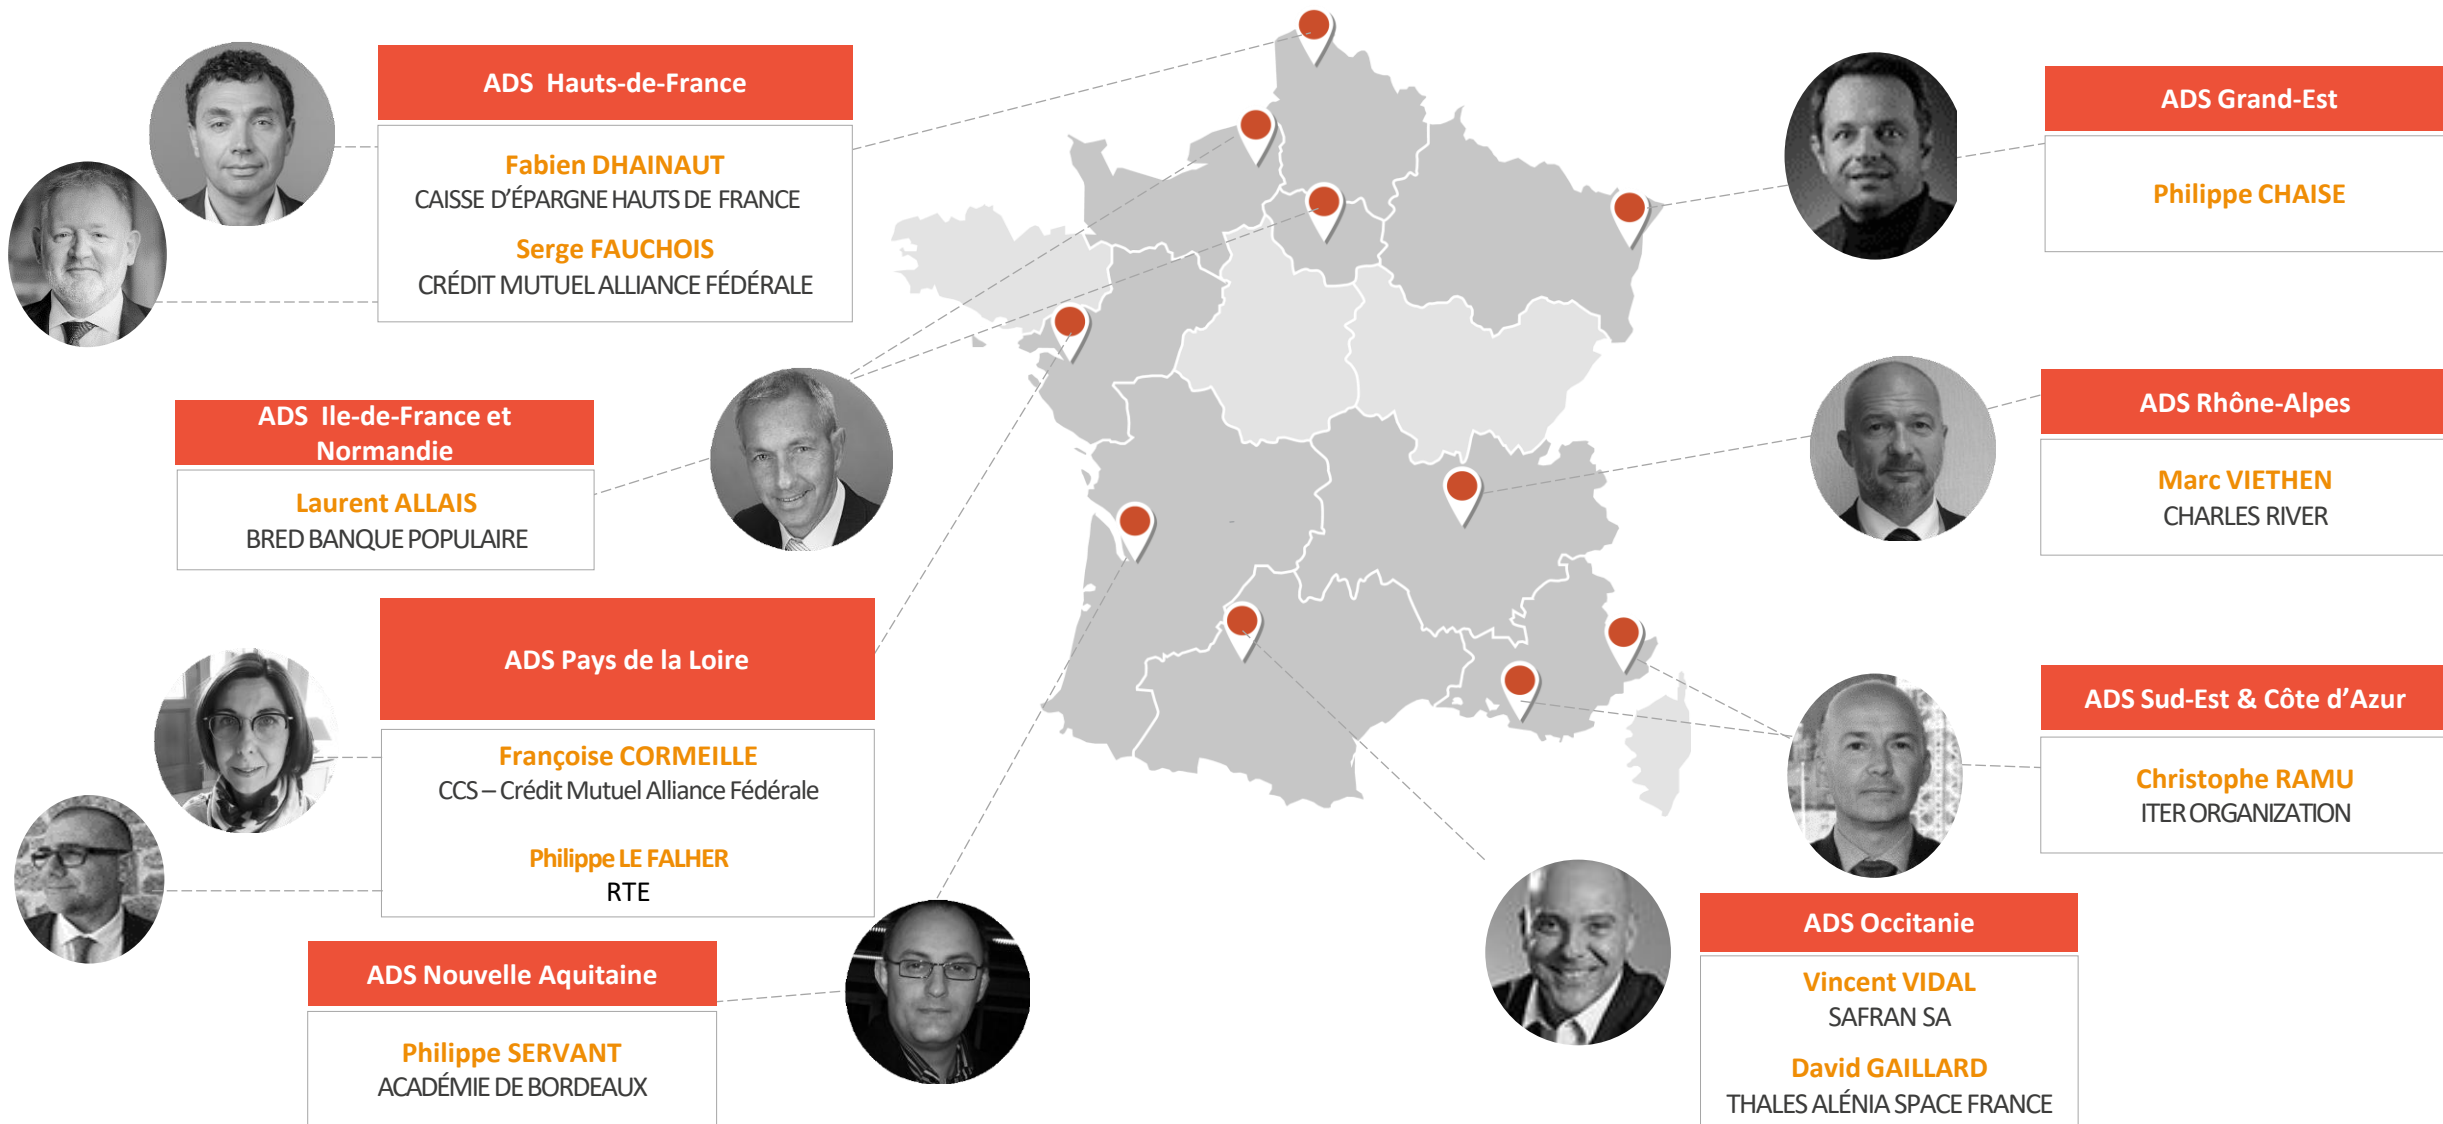 ADS Hauts-de-France
Fabien DHAINAUT
CAISSE D'ÉPARGNE HAUTS DE FRANCE
Serge FAUCHOIS
CRÉDIT MUTUEL ALLIANCE FÉDÉRALE
ADS Ile-de-France et
Normandie
Laurent ALLAIS
BRED BANQUE POPULAIRE
ADS Pays de la Loire
Françoise CORMEILLE
CCS – Crédit Mutuel Alliance Fédérale
Philippe LE FALHER
RTE
ADS Nouvelle Aquitaine
Philippe SERVANT
ACADÉMIE DE BORDEAUX
ADS Grand-Est
Philippe CHAISE
ADS Rhône-Alpes
Marc VIETHEN
CHARLES RIVER
ADS Sud-Est & Côte d’Azur
Christophe RAMU
ITER ORGANIZATION
ADS Occitanie
Vincent VIDAL
SAFRAN SA
David GAILLARD
THALES ALÉNIA SPACE FRANCE